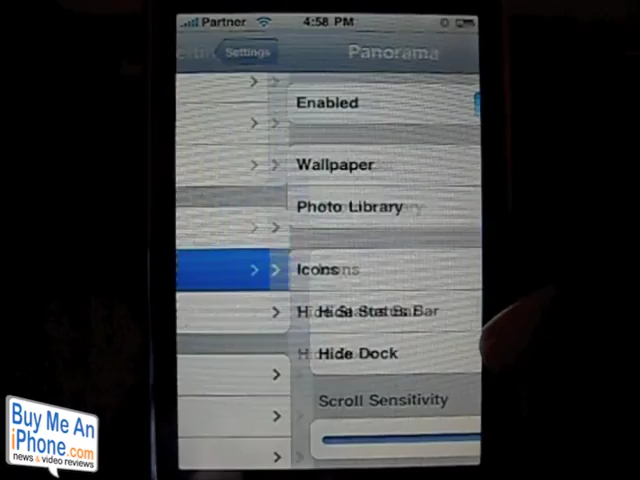 Partner 4:58 PM
Settings Panorama
Enabled
Wallpaper
Photo Library
Icons
Hide Status Bar
Hide Dock
Scroll Sensitivity
Buy Me An
iPhone.com
news & video reviews